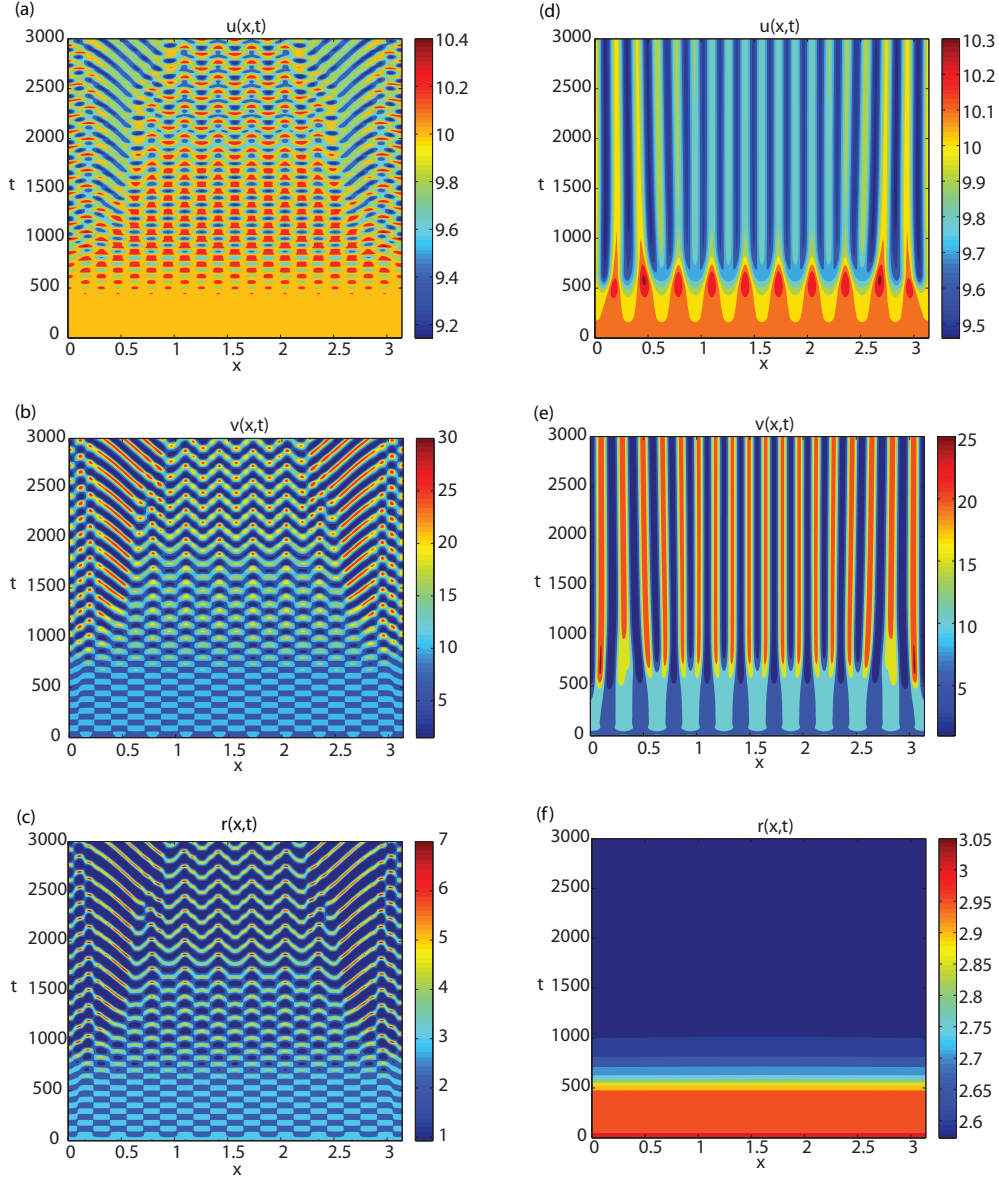 (a)
u(x,t)
3000
2500
2000
t
1500
1000
500
0
0 0.5 1 1.5 2 2.5 3
x
10.4
10.2
10
9.8
9.6
9.4
9.2
(d)
u(x,t)
3000
2500
2000
t
1500
1000
500
0
0 0.5 1 1.5 2 2.5 3
x
10.3
10.2
10.1
10
9.9
9.8
9.7
9.6
9.5
(b)
v(x,t)
3000
2500
2000
t
1500
1000
500
0
0 0.5 1 1.5 2 2.5 3
x
30
25
20
15
10
5
(e)
v(x,t)
3000
2500
2000
t
1500
1000
500
0
0 0.5 1 1.5 2 2.5 3
x
25
20
15
10
5
(c)
r(x,t)
3000
2500
2000
t
1500
1000
500
0
0 0.5 1 1.5 2 2.5 3
x
7
6
5
4
3
2
1
(f)
r(x,t)
3000
2500
2000
t
1500
1000
500
0
0 0.5 1 1.5 2 2.5 3
x
3.05
3
2.95
2.9
2.85
2.8
2.75
2.7
2.65
2.6